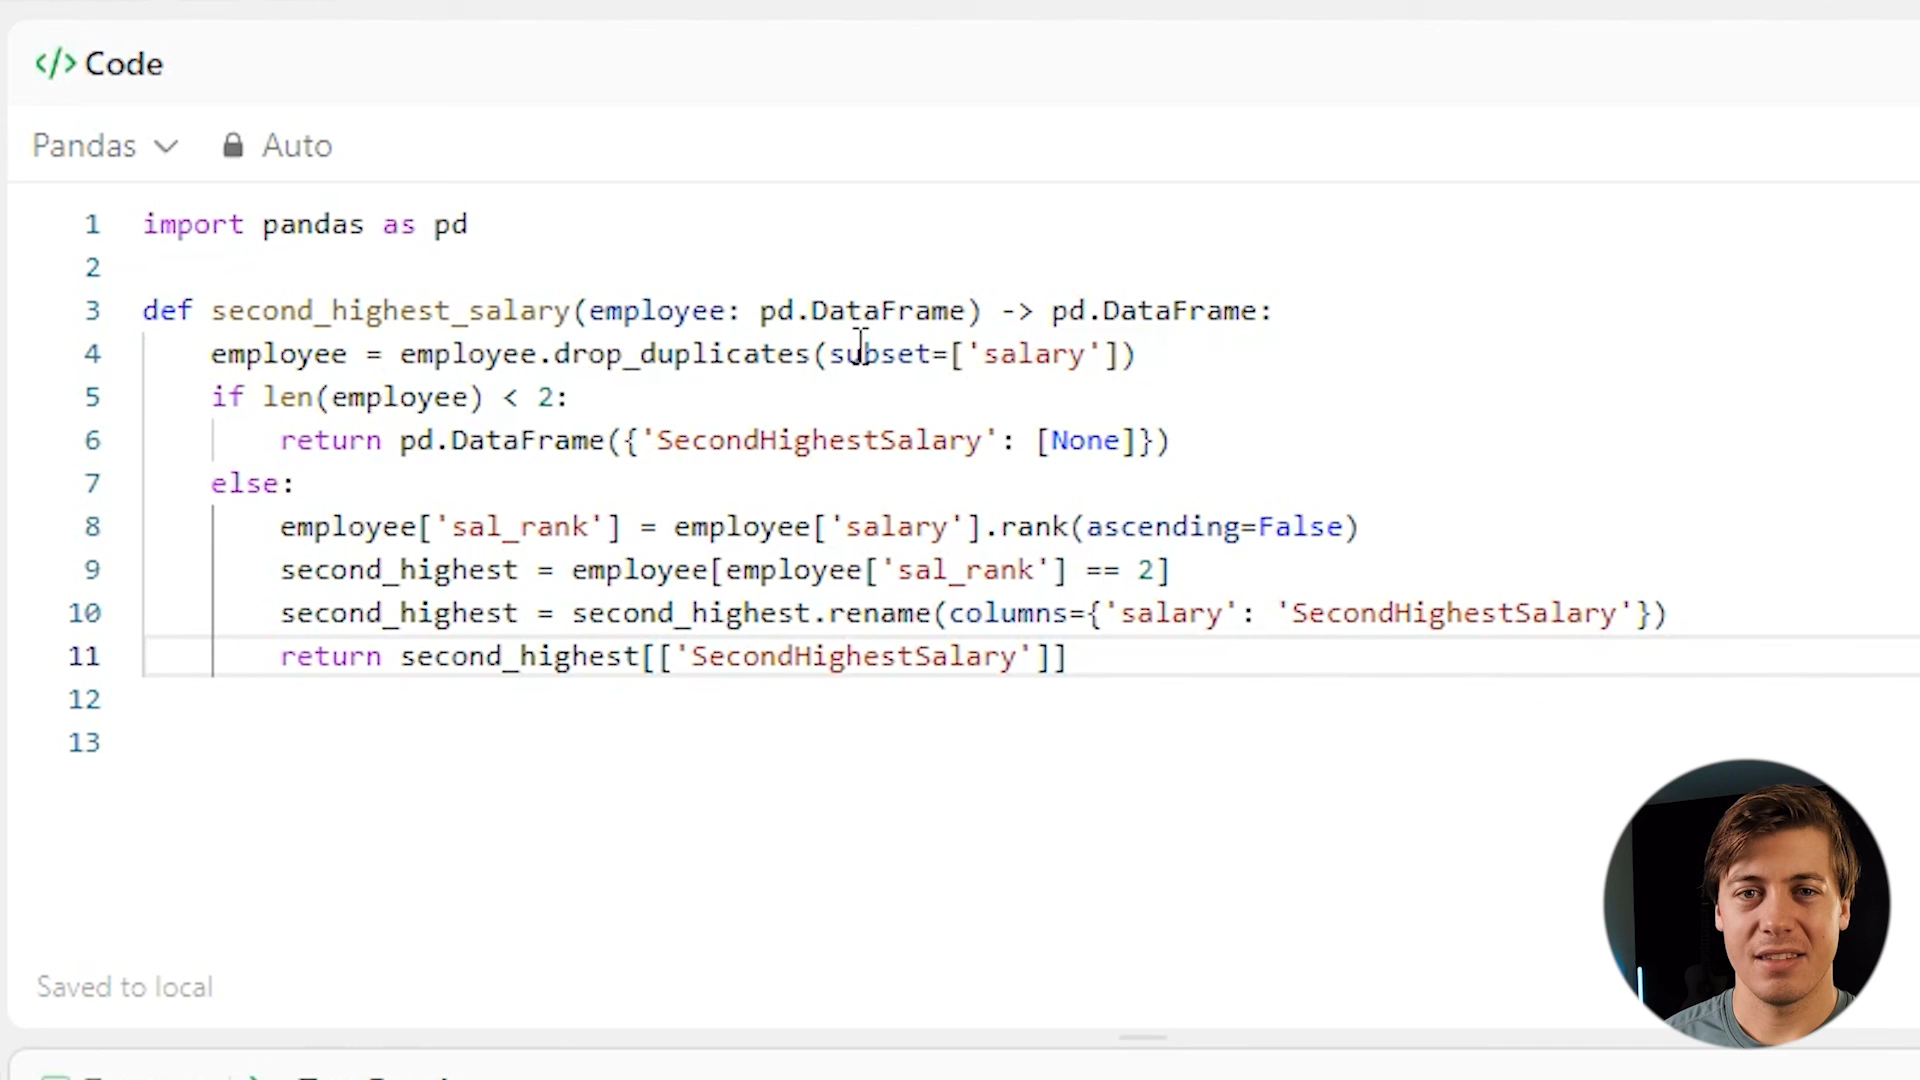 </> Code
Pandas Auto
1 import pandas as pd
2
3 def second_highest_salary(employee: pd.DataFrame) -> pd.DataFrame:
4 employee = employee.drop_duplicates(subset=['salary'])
5 if len(employee) < 2:
6 return pd.DataFrame({'SecondHighestSalary': [None]})
7 else:
8 employee['sal_rank'] = employee['salary'].rank(ascending=False)
9 second_highest = employee[employee['sal_rank'] == 2]
10 second_highest = second_highest.rename(columns={'salary': 'SecondHighestSalary'})
11 return second_highest[['SecondHighestSalary']]
12
13
Saved to local